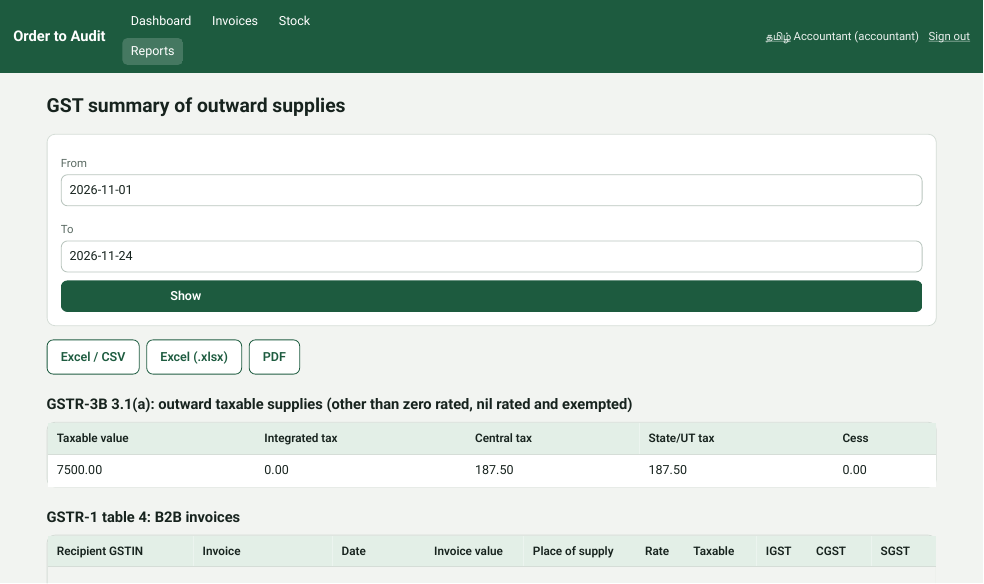 Order to Audit
Dashboard Invoices Stock
Reports
தமிழ் Accountant (accountant) Sign out
GST summary of outward supplies
From
2026-11-01
To
2026-11-24
Show
Excel / CSV Excel (.xlsx) PDF
GSTR-3B 3.1(a): outward taxable supplies (other than zero rated, nil rated and exempted)
Taxable value Integrated tax Central tax State/UT tax Cess
7500.00 0.00 187.50 187.50 0.00
GSTR-1 table 4: B2B invoices
Recipient GSTIN Invoice Date Invoice value Place of supply Rate Taxable IGST CGST SGST